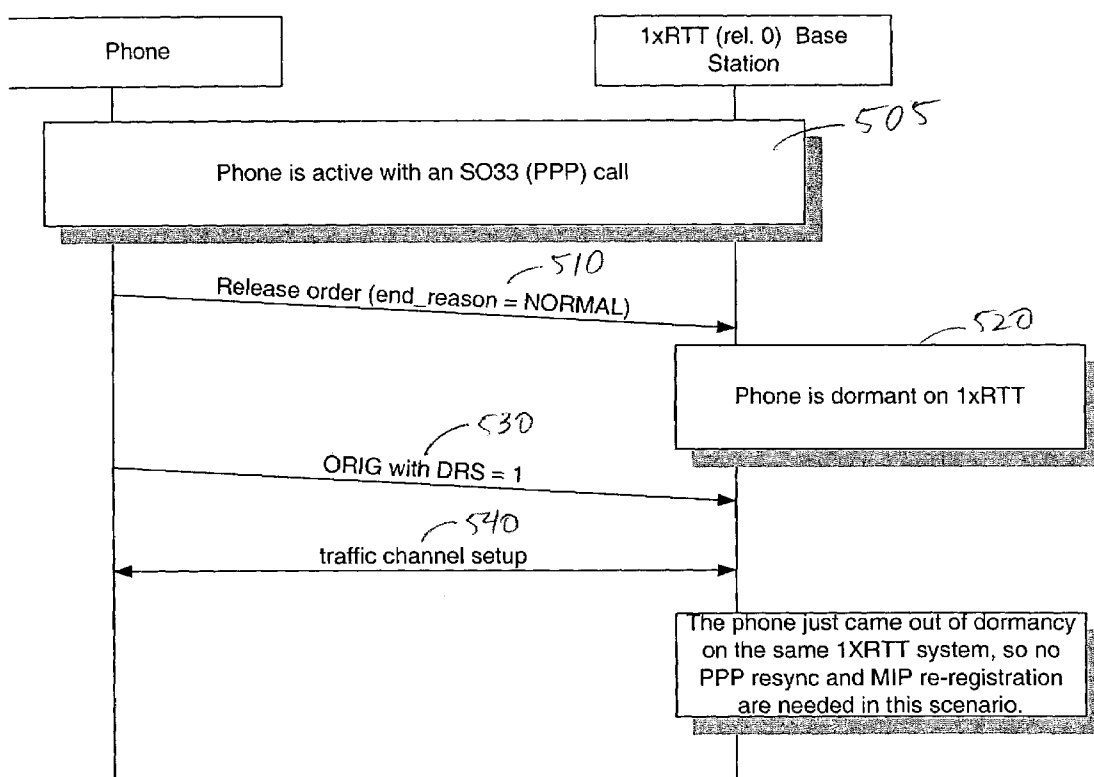 Phone
1xRTT (rel. 0) Base
Station
505
Phone is active with an SO33 (PPP) call
510
Release order (end_reason = NORMAL)
520
Phone is dormant on 1xRTT
530
ORIG with DRS = 1
540
traffic channel setup
The phone just came out of dormancy
on the same 1XRTT system, so no
PPP resync and MIP re-registration
are needed in this scenario.